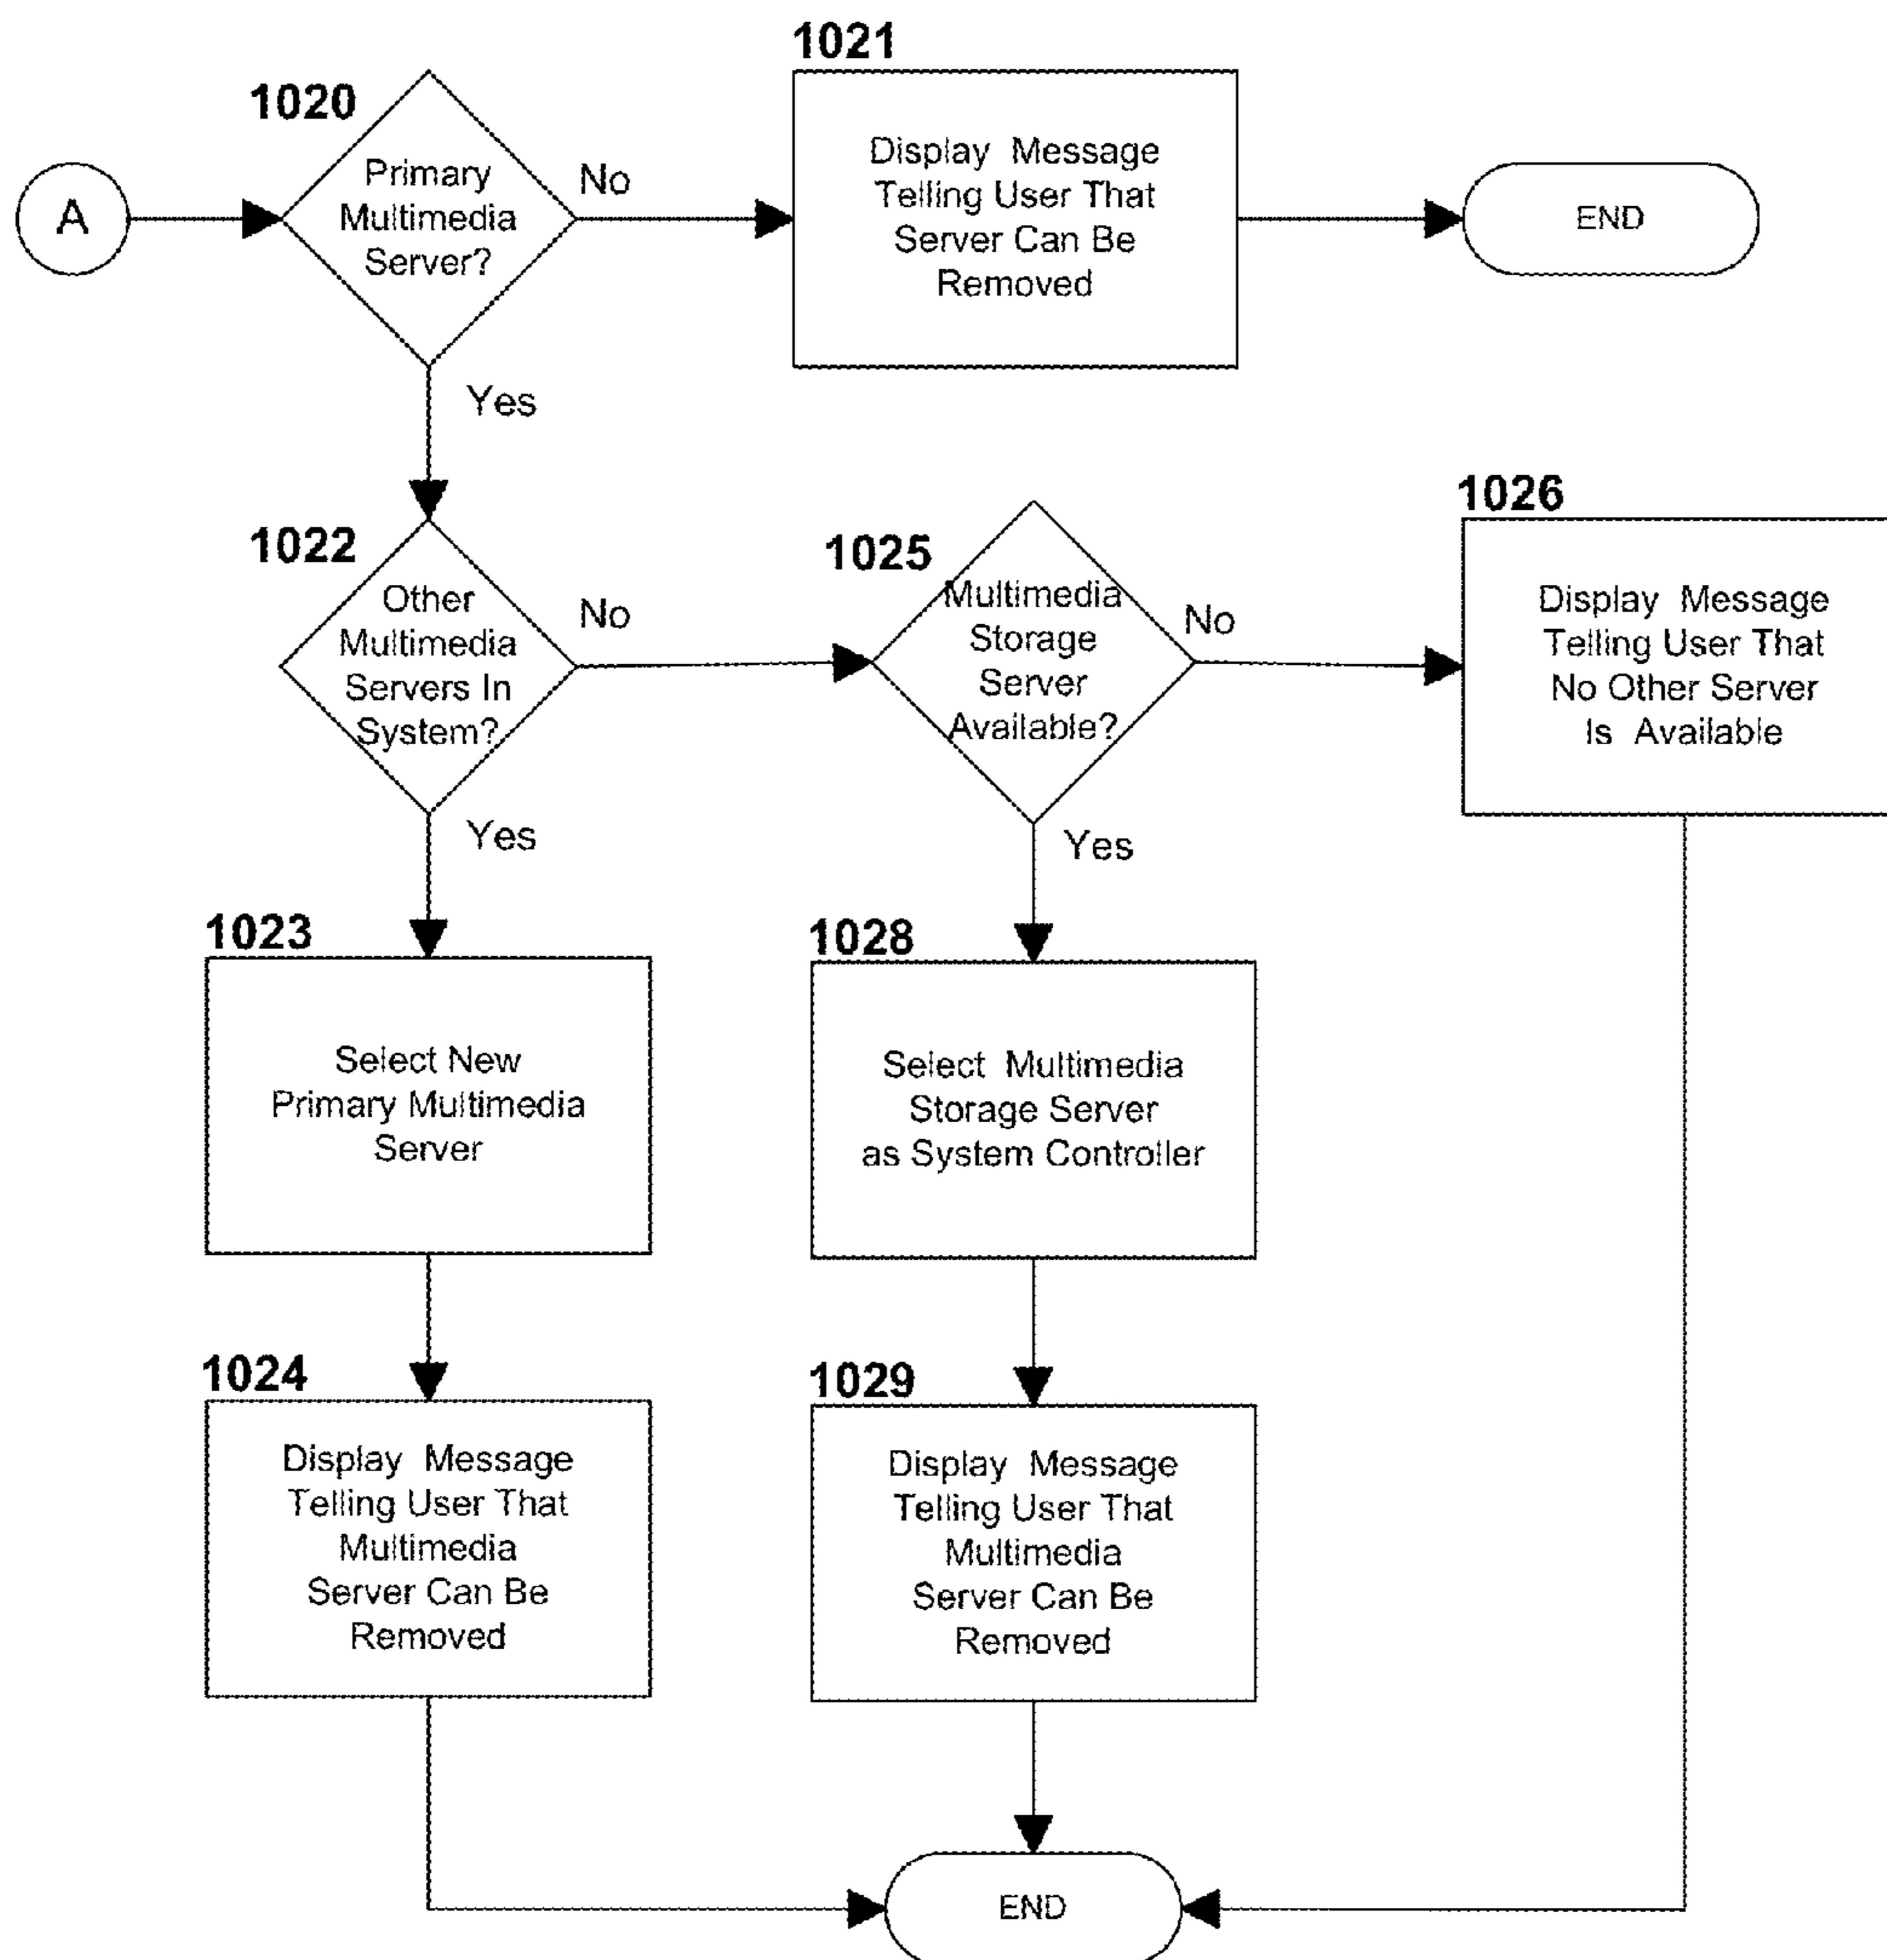 1020
1021
A
Primary
Multimedia
Server?
No
Display Message
Telling User That
Server Can Be
Removed
END
Yes
1022
Other
Multimedia
Servers In
System?
No
1025
Multimedia
Storage
Server
Available?
No
1026
Display Message
Telling User That
No Other Server
Is Available
Yes
Yes
1023
Select New
Primary Multimedia
Server
1028
Select Multimedia
Storage Server
as System Controller
1024
Display Message
Telling User That
Multimedia
Server Can Be
Removed
1029
Display Message
Telling User That
Multimedia
Server Can Be
Removed
END